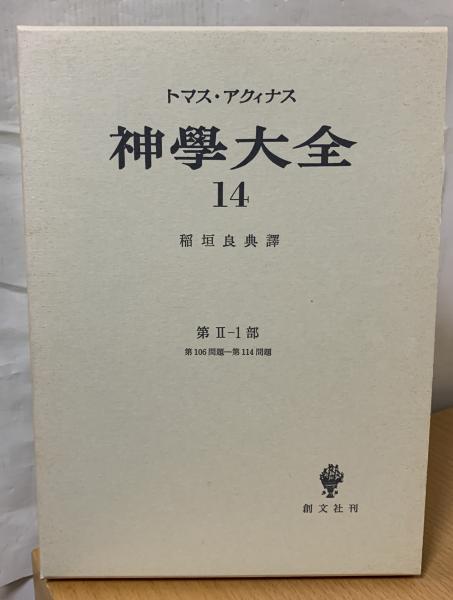 トマス・アクィナス
神學大全
14
稲垣良典譯
第Ⅱ-1部
第106問題―第114問題
創文社刊